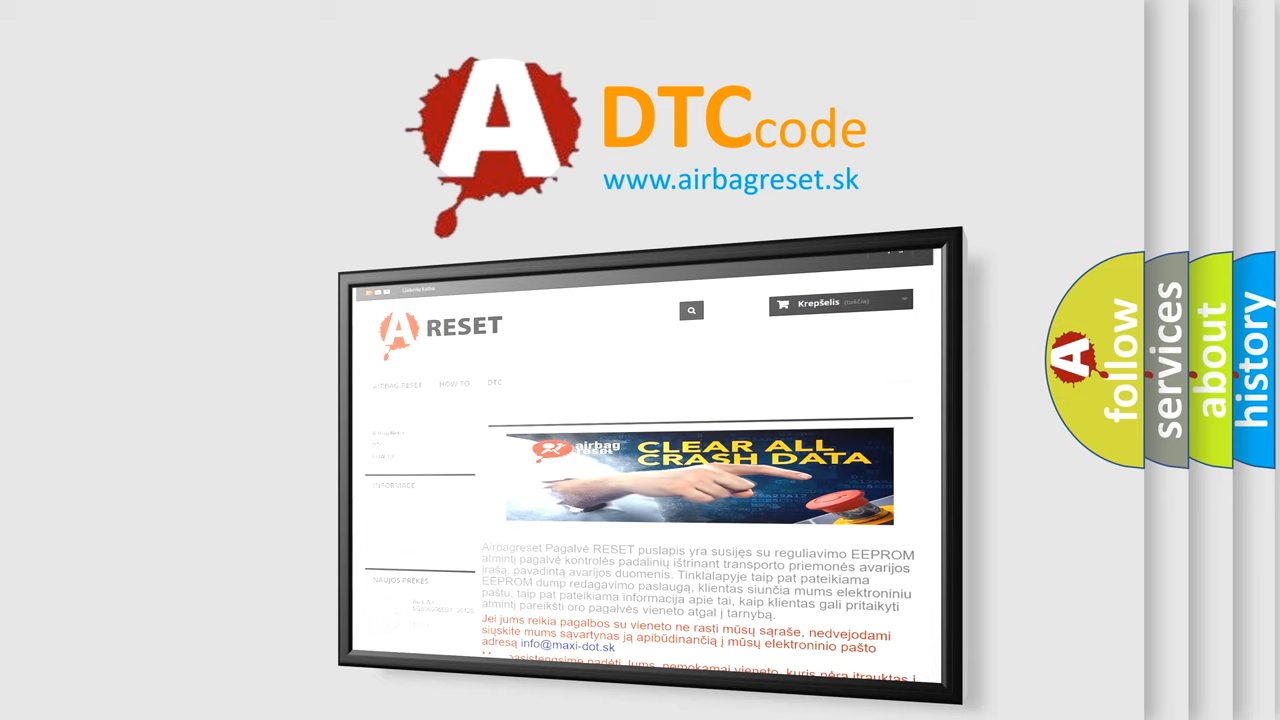 A DTCcode
www.airbagreset.sk
Lietuvių kalba
A RESET
Krepšelis (tuščia)
AIRBAG RESET HOW TO DTC
INFORMACE
airbag
reset
CLEAR ALL
CRASH DATA
Airbagreset Pagalvė RESET puslapis yra susijęs su reguliavimo EEPROM
atmintį pagalvė kontrolės padalinių ištrinant transporto priemonės avarijos
įrašą, pavadintą avarijos duomenis. Tinklalapyje taip pat pateikiama
EEPROM dump redagavimo paslaugą, klientas siunčia mums elektroniniu
paštu, taip pat pateikiama informacija apie tai, kaip klientas gali pritaikyti
atmintį pareikšti oro pagalvės vieneto atgal į tarnybą.
NAUJOS PREKĖS
Jei jums reikia pagalbos su vieneto ne rasti mūsų sąraše, nedvejodami
siųskite mums sąvartynas ją apibūdinančią į mūsų elektroninio pašto
adresą info@maxi-dot.sk
A follow
services
about
history